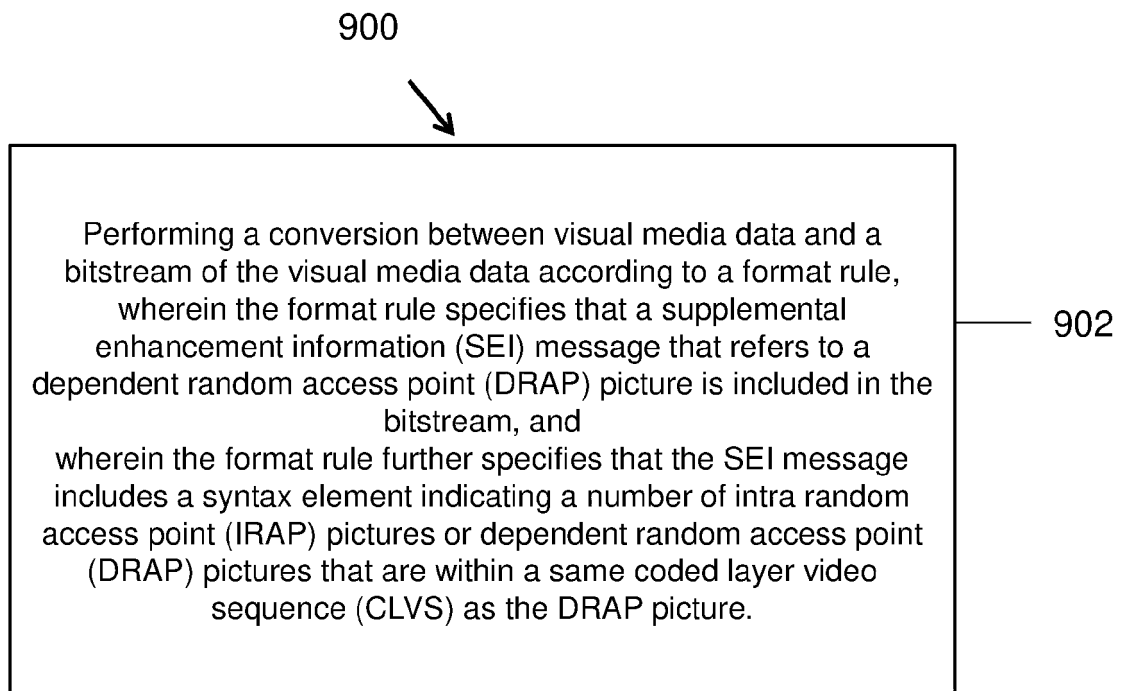 900
Performing a conversion between visual media data and a
bitstream of the visual media data according to a format rule,
wherein the format rule specifies that a supplemental
enhancement information (SEI) message that refers to a
dependent random access point (DRAP) picture is included in the
bitstream, and
wherein the format rule further specifies that the SEI message
includes a syntax element indicating a number of intra random
access point (IRAP) pictures or dependent random access point
(DRAP) pictures that are within a same coded layer video
sequence (CLVS) as the DRAP picture.
902